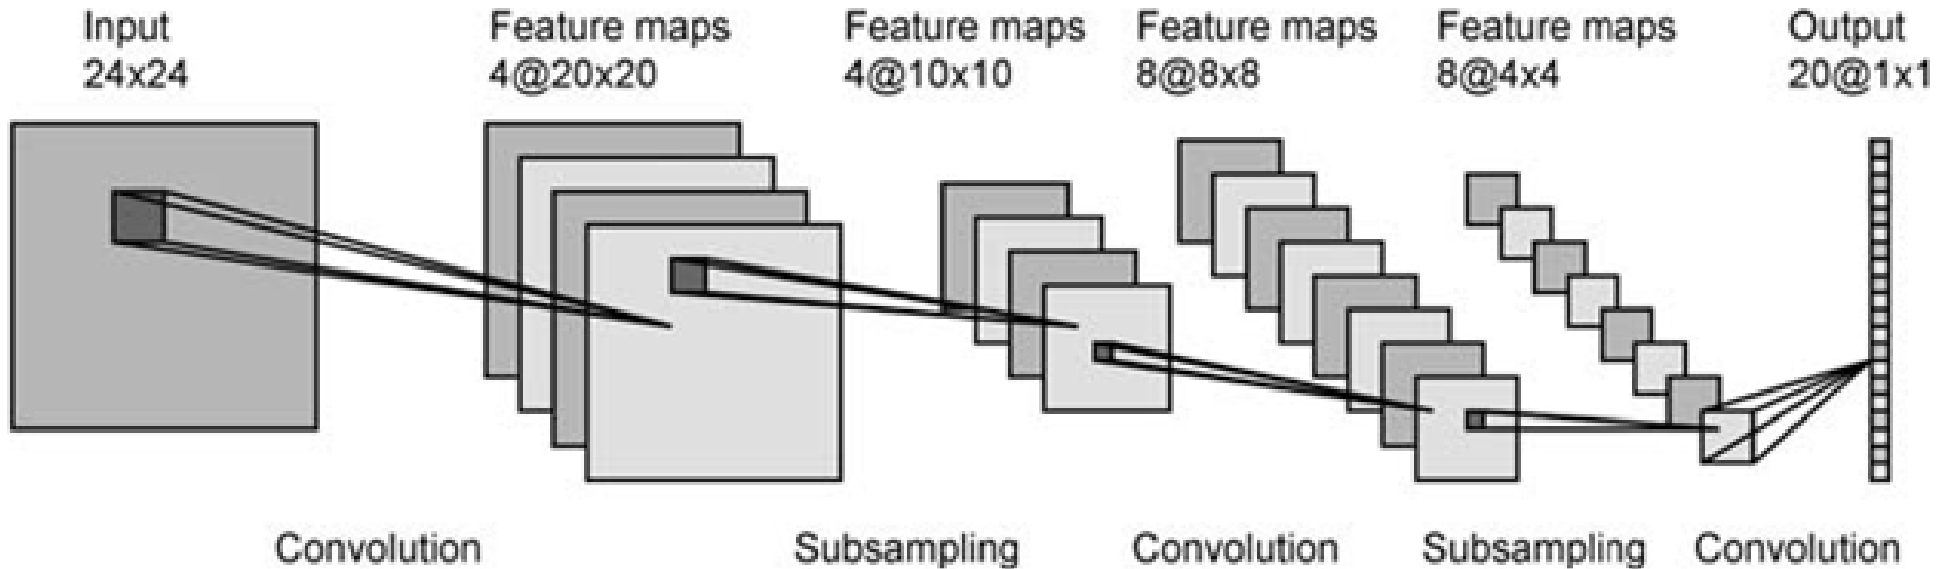 Input
24x24
Feature maps
4@20x20
Feature maps
4@10x10
Feature maps
8@8x8
Feature maps
8@4x4
Output
20@1x1
Convolution
Subsampling
Convolution
Subsampling
Convolution